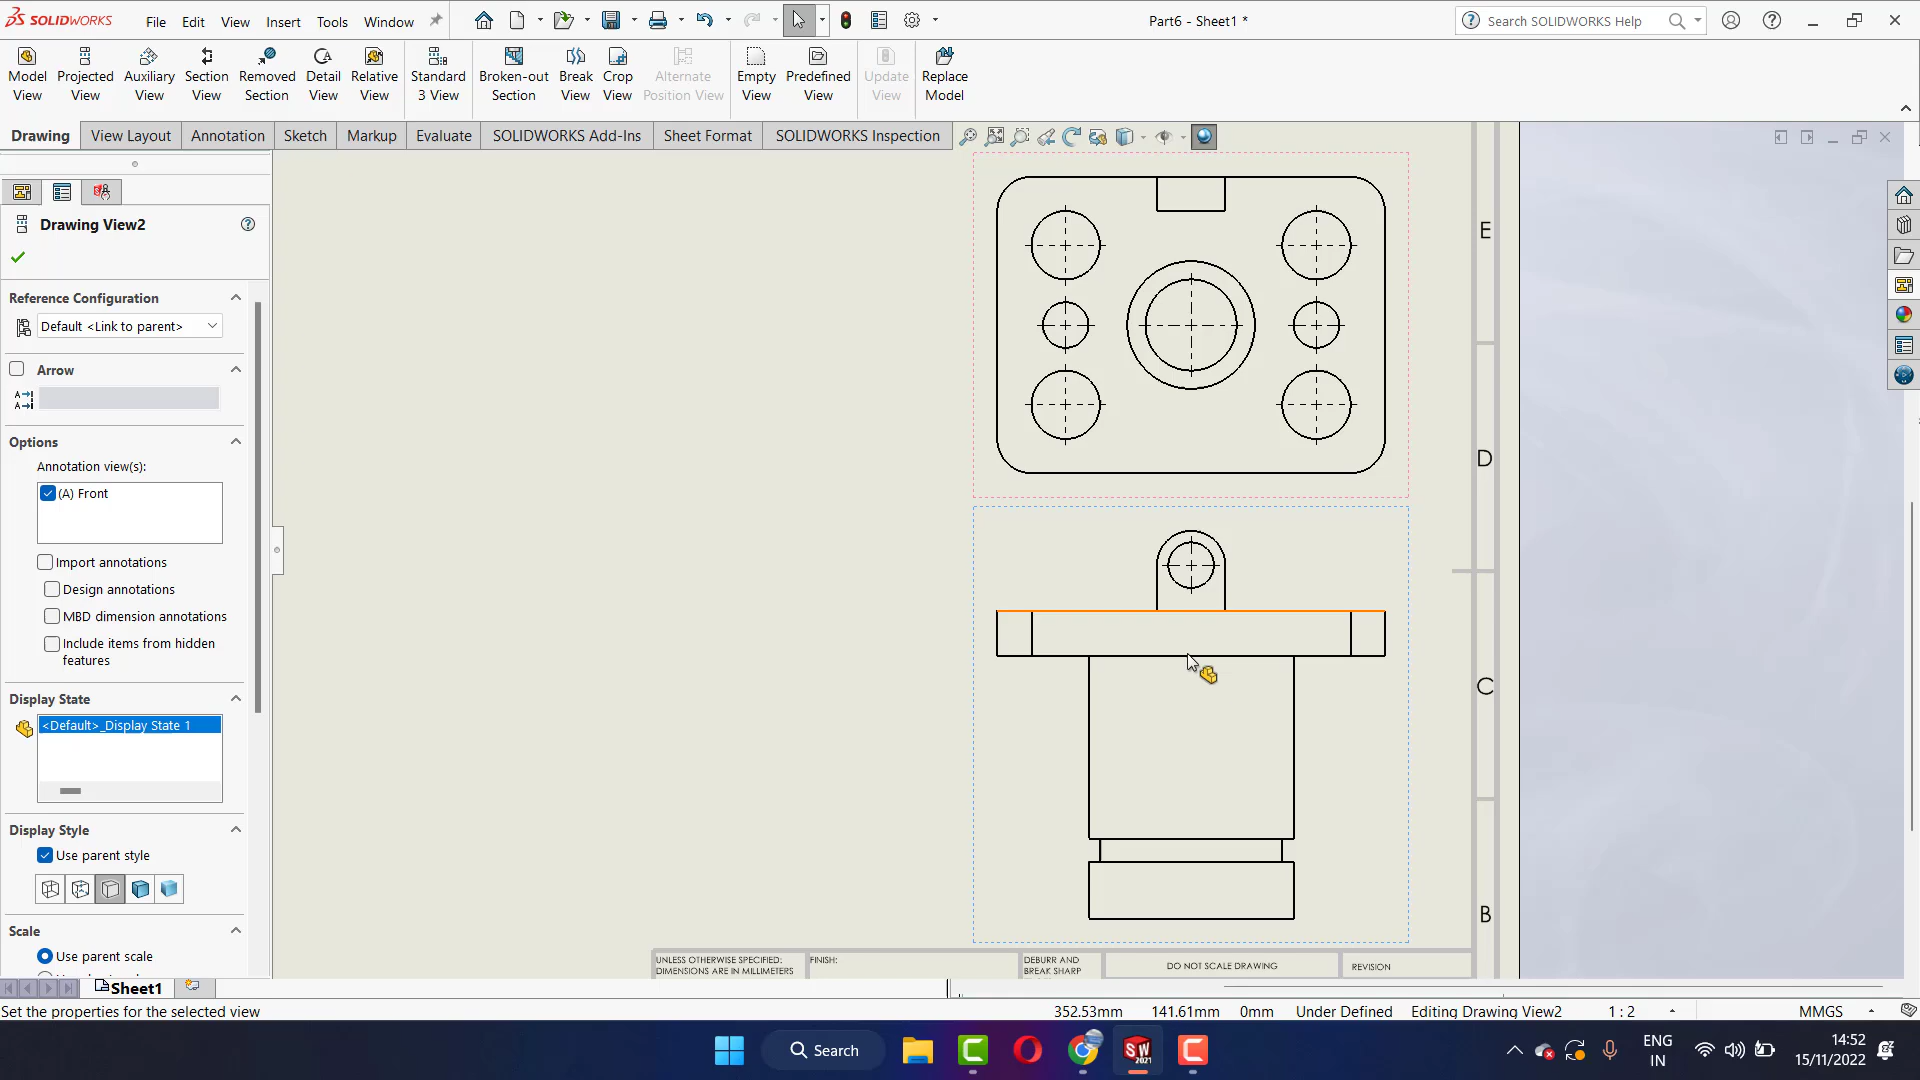 SOLIDWORKS File Edit View Insert Tools Window
Part6 - Sheet1 *
Search SOLIDWORKS Help
Model View
Projected View
Auxiliary View
Section View
Removed Section
Detail View
Relative View
Standard 3 View
Broken-out Section
Break View
Crop View
Alternate Position View
Empty View
Predefined View
Update View
Replace Model
Drawing View Layout Annotation Sketch Markup Evaluate SOLIDWORKS Add-Ins Sheet Format SOLIDWORKS Inspection
Drawing View2
Reference Configuration
Default <Link to parent>
Arrow
Options
Annotation view(s):
(A) Front
Import annotations
Design annotations
MBD dimension annotations
Include items from hidden
features
Display State
<Default>_Display State 1
Display Style
Use parent style
Scale
Use parent scale
E
D
C
B
UNLESS OTHERWISE SPECIFIED:
DIMENSIONS ARE IN MILLIMETERS
FINISH:
DEBURR AND
BREAK SHARP
DO NOT SCALE DRAWING
REVISION
Sheet1
Set the properties for the selected view
352.53mm 141.61mm 0mm Under Defined Editing Drawing View2 1 : 2 MMGS
Search
SW
2021
ENG
IN
14:52
15/11/2022